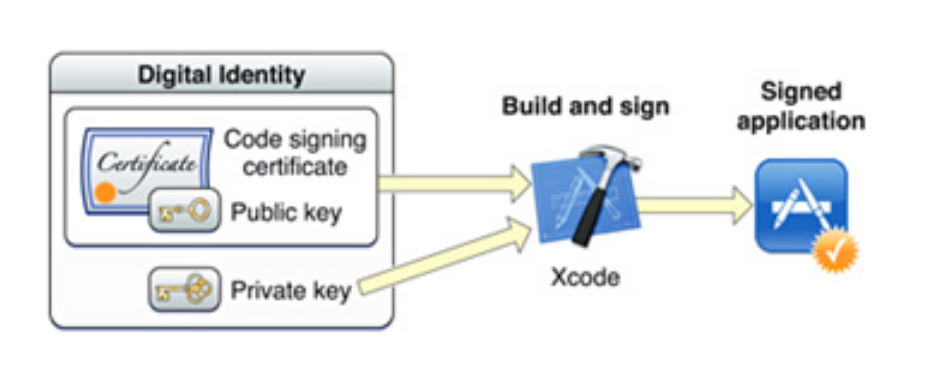 Digital Identity
Certificate
Code signing
certificate
Public key
Private key
Build and sign
Xcode
Signed
application